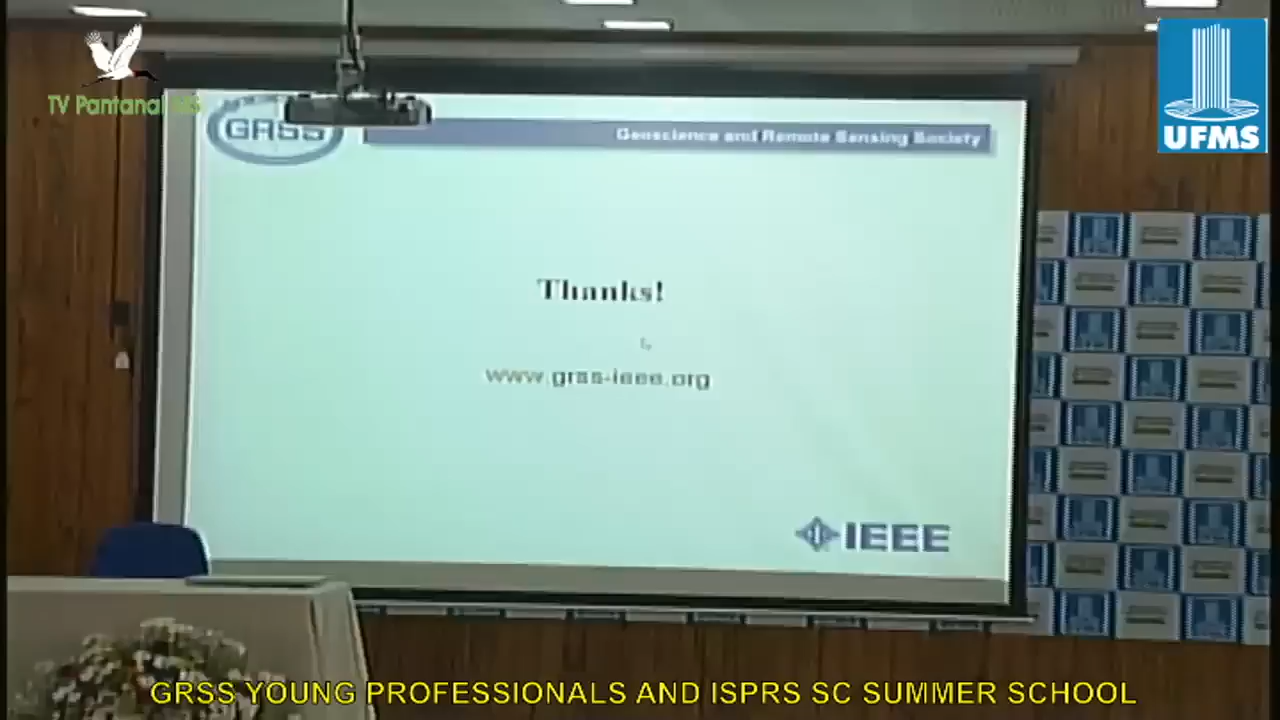 TV Pantanal
UFMS
GRSS
Geoscience and Remote Sensing Society
Thanks!
www.grss-ieee.org
IEEE
GRSS YOUNG PROFESSIONALS AND ISPRS SC SUMMER SCHOOL